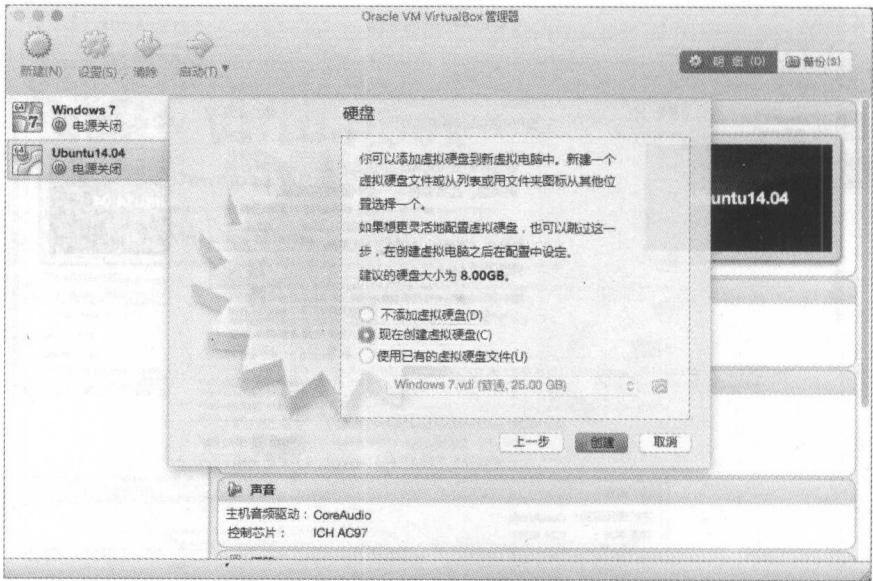 Oracle VM VirtualBox 管理器
新建(N) 设置(S) 清除 启动(T)
明细(D) 备份(S)
Windows 7
电源关闭
Ubuntu14.04
电源关闭
硬盘
你可以添加虚拟硬盘到新虚拟电脑中。新建一个
虚拟硬盘文件或从列表或用文件夹图标从其他位
置选择一个。
如果想更灵活地配置虚拟硬盘，也可以跳过这一
步，在创建虚拟电脑之后在配置中设定。
建议的硬盘大小为 8.00GB。
不添加虚拟硬盘(D)
现在创建虚拟硬盘(C)
使用已有的虚拟硬盘文件(U)
Windows 7.vdi (普通, 25.00 GB)
上一步 创建 取消
untu14.04
声音
主机音频驱动： CoreAudio
控制芯片： ICH AC97